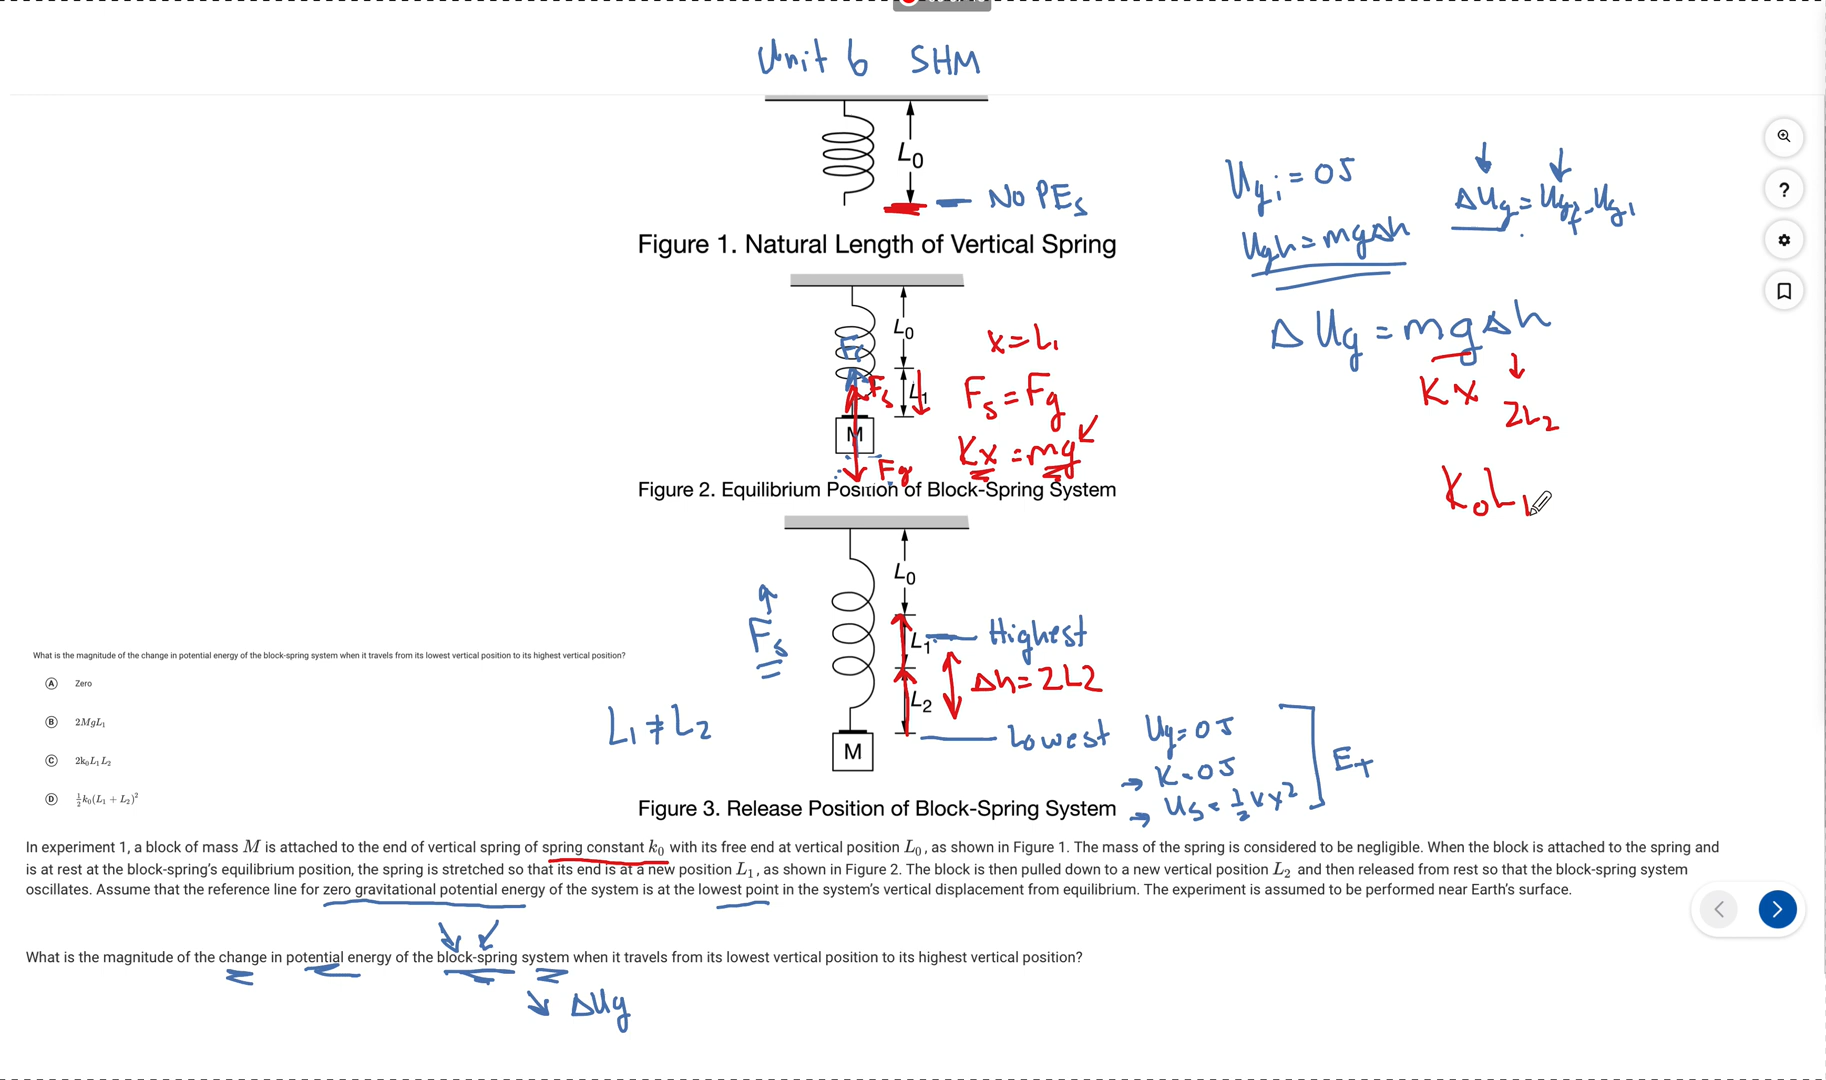 Unit 6 SHM
L0
No PEs
Figure 1. Natural Length of Vertical Spring
Ugi = 0J
Ugh = mgΔh
ΔUg = Ugf - Ugi
ΔUg = mgΔh
Kx
2L2
K0L1
L0
L1
Fs
M
Fg
x = L1
Fs = Fg
Kx = mg
Figure 2. Equilibrium Position of Block-Spring System
Fs
L0
L1
L2
M
Highest
Δh = 2L2
Lowest
L1 ≠ L2
Ug = 0J
K = 0J
Us = 1/2 kx²
ET
Figure 3. Release Position of Block-Spring System
What is the magnitude of the change in potential energy of the block-spring system when it travels from its lowest vertical position to its highest vertical position?
A Zero
B 2MgL1
C 2k0L1L2
D 1/2 k0(L1 + L2)²
In experiment 1, a block of mass M is attached to the end of vertical spring of spring constant k0 with its free end at vertical position L0, as shown in Figure 1. The mass of the spring is considered to be negligible. When the block is attached to the spring and
is at rest at the block-spring's equilibrium position, the spring is stretched so that its end is at a new position L1, as shown in Figure 2. The block is then pulled down to a new vertical position L2 and then released from rest so that the block-spring system
oscillates. Assume that the reference line for zero gravitational potential energy of the system is at the lowest point in the system's vertical displacement from equilibrium. The experiment is assumed to be performed near Earth's surface.
What is the magnitude of the change in potential energy of the block-spring system when it travels from its lowest vertical position to its highest vertical position?
ΔUg